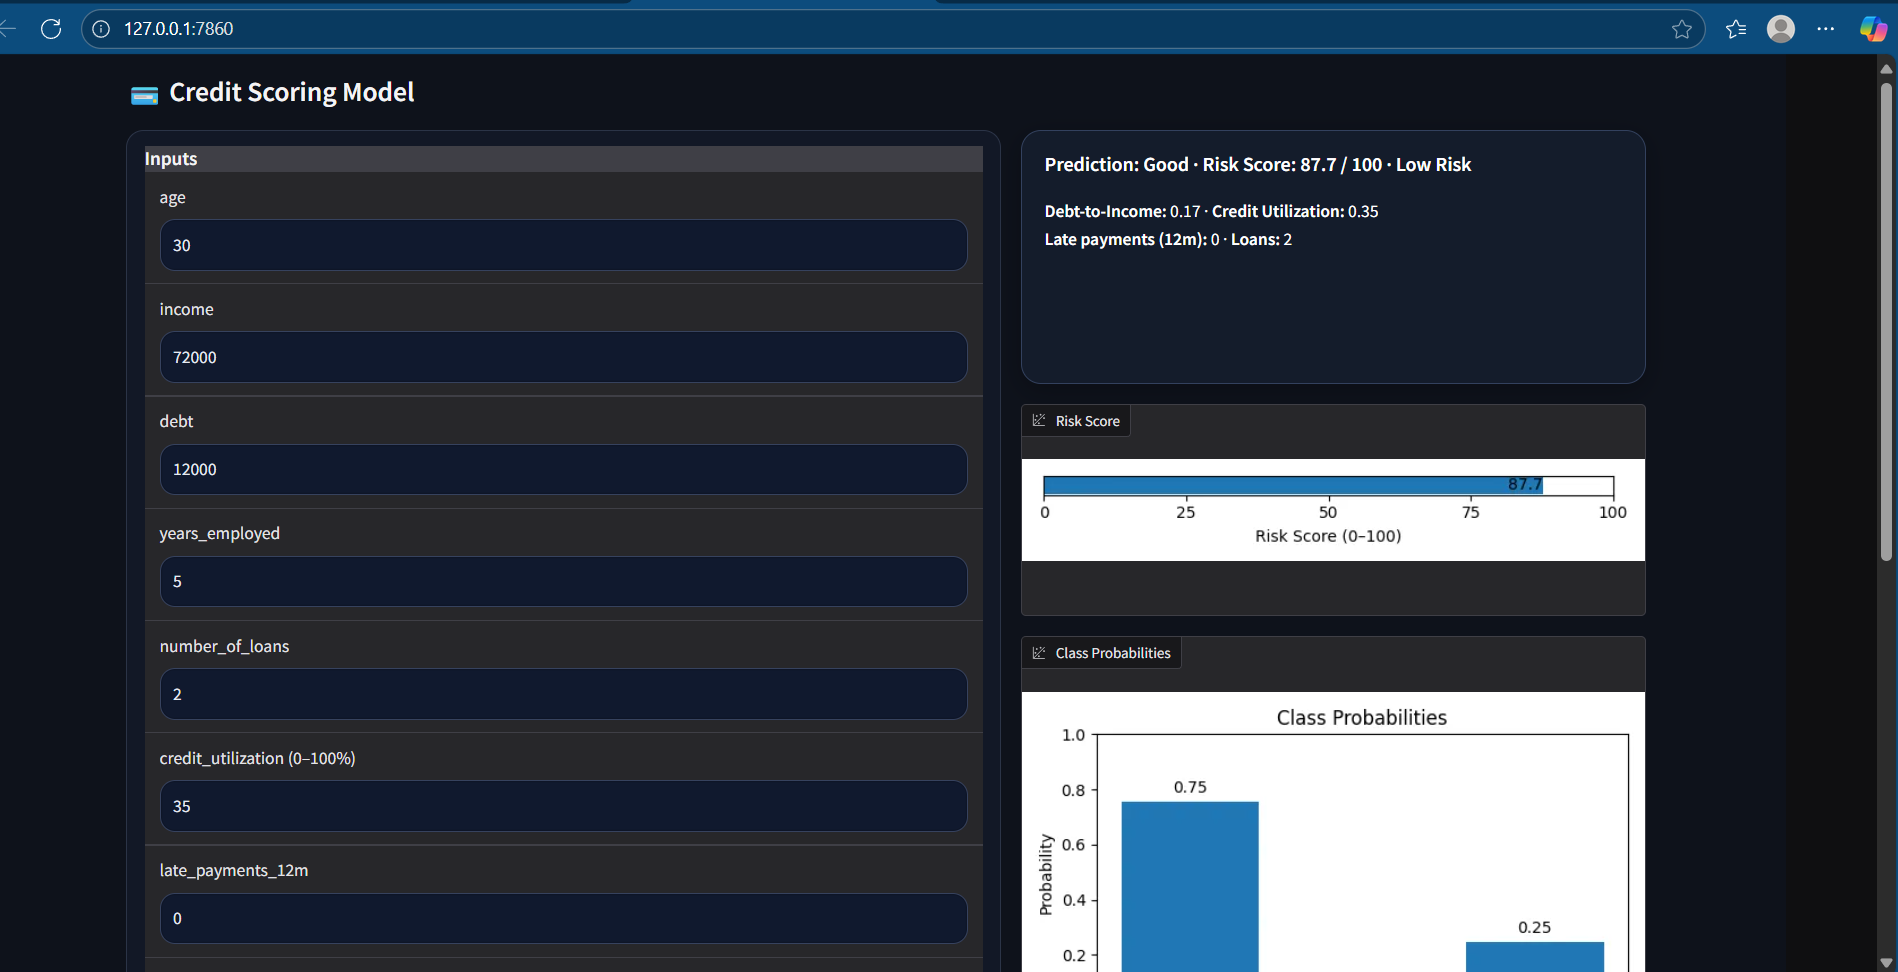 127.0.0.1:7860
Credit Scoring Model
Inputs
age
30
income
72000
debt
12000
years_employed
5
number_of_loans
2
credit_utilization (0–100%)
35
late_payments_12m
0
Prediction: Good · Risk Score: 87.7 / 100 · Low Risk
Debt-to-Income: 0.17 · Credit Utilization: 0.35
Late payments (12m): 0 · Loans: 2
Risk Score
87.7
0 25 50 75 100
Risk Score (0–100)
Class Probabilities
Class Probabilities
1.0
0.8
0.6
0.4
0.2
Probability
0.75
0.25